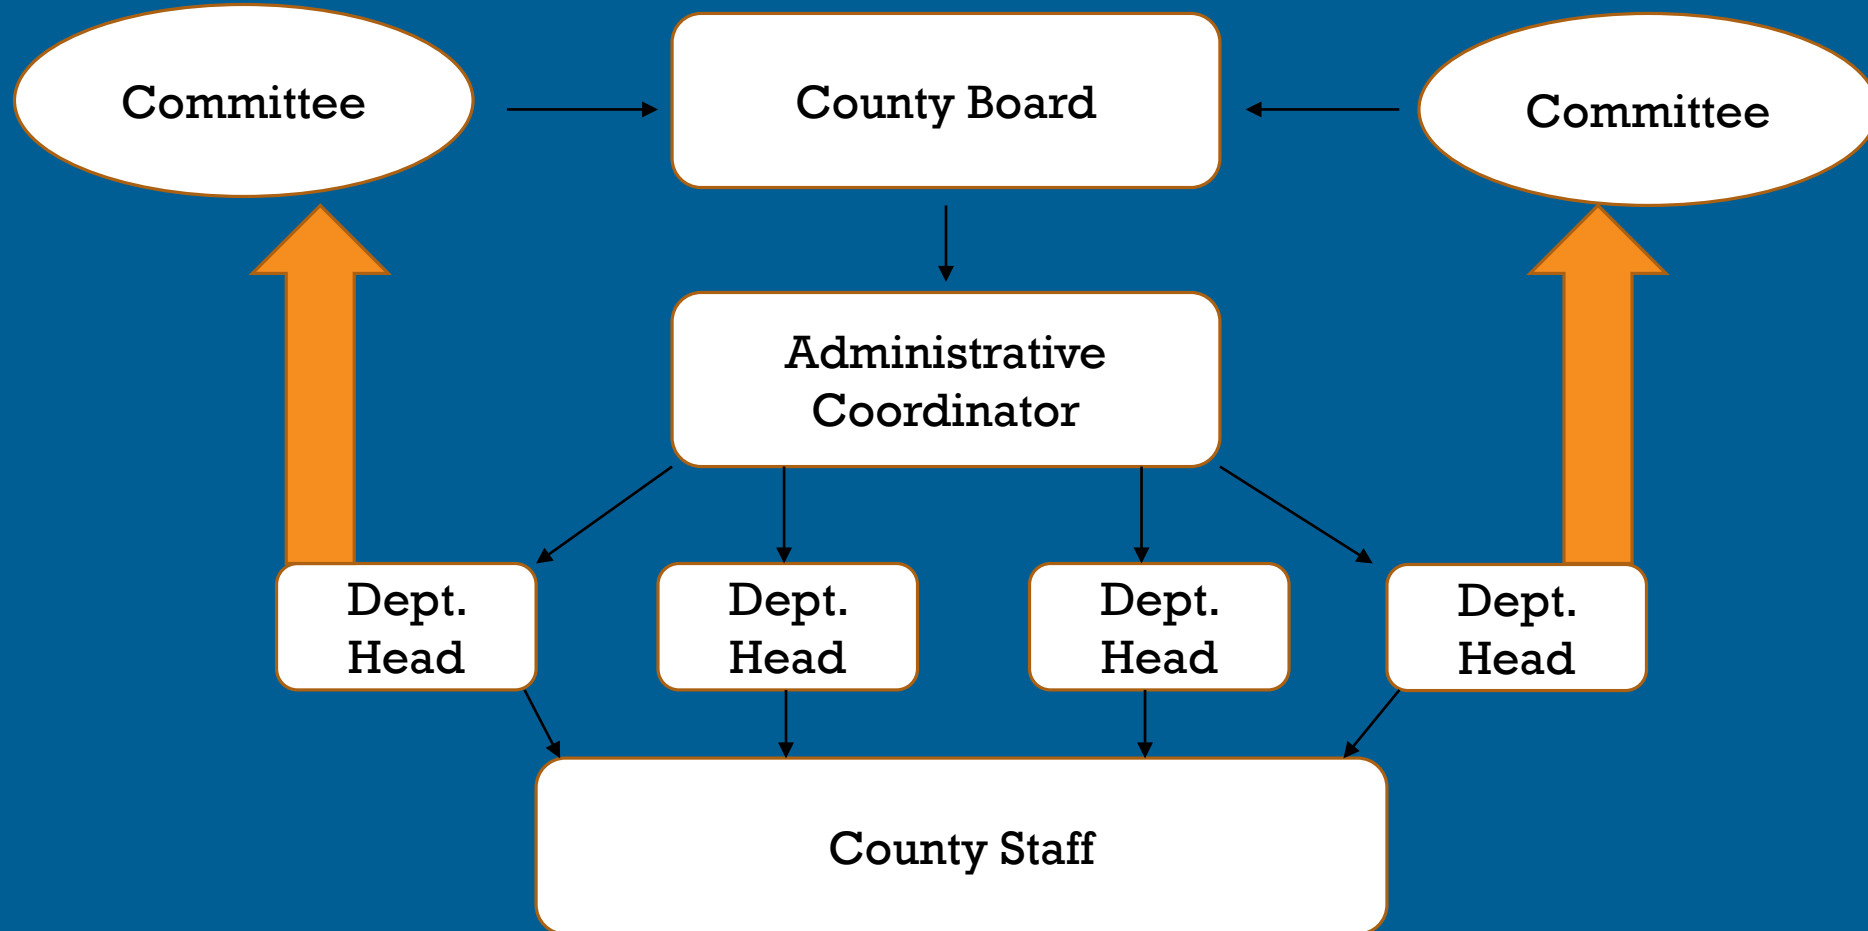 Committee
County Board
Committee
Administrative
Coordinator
Dept.
Head
Dept.
Head
Dept.
Head
Dept.
Head
County Staff